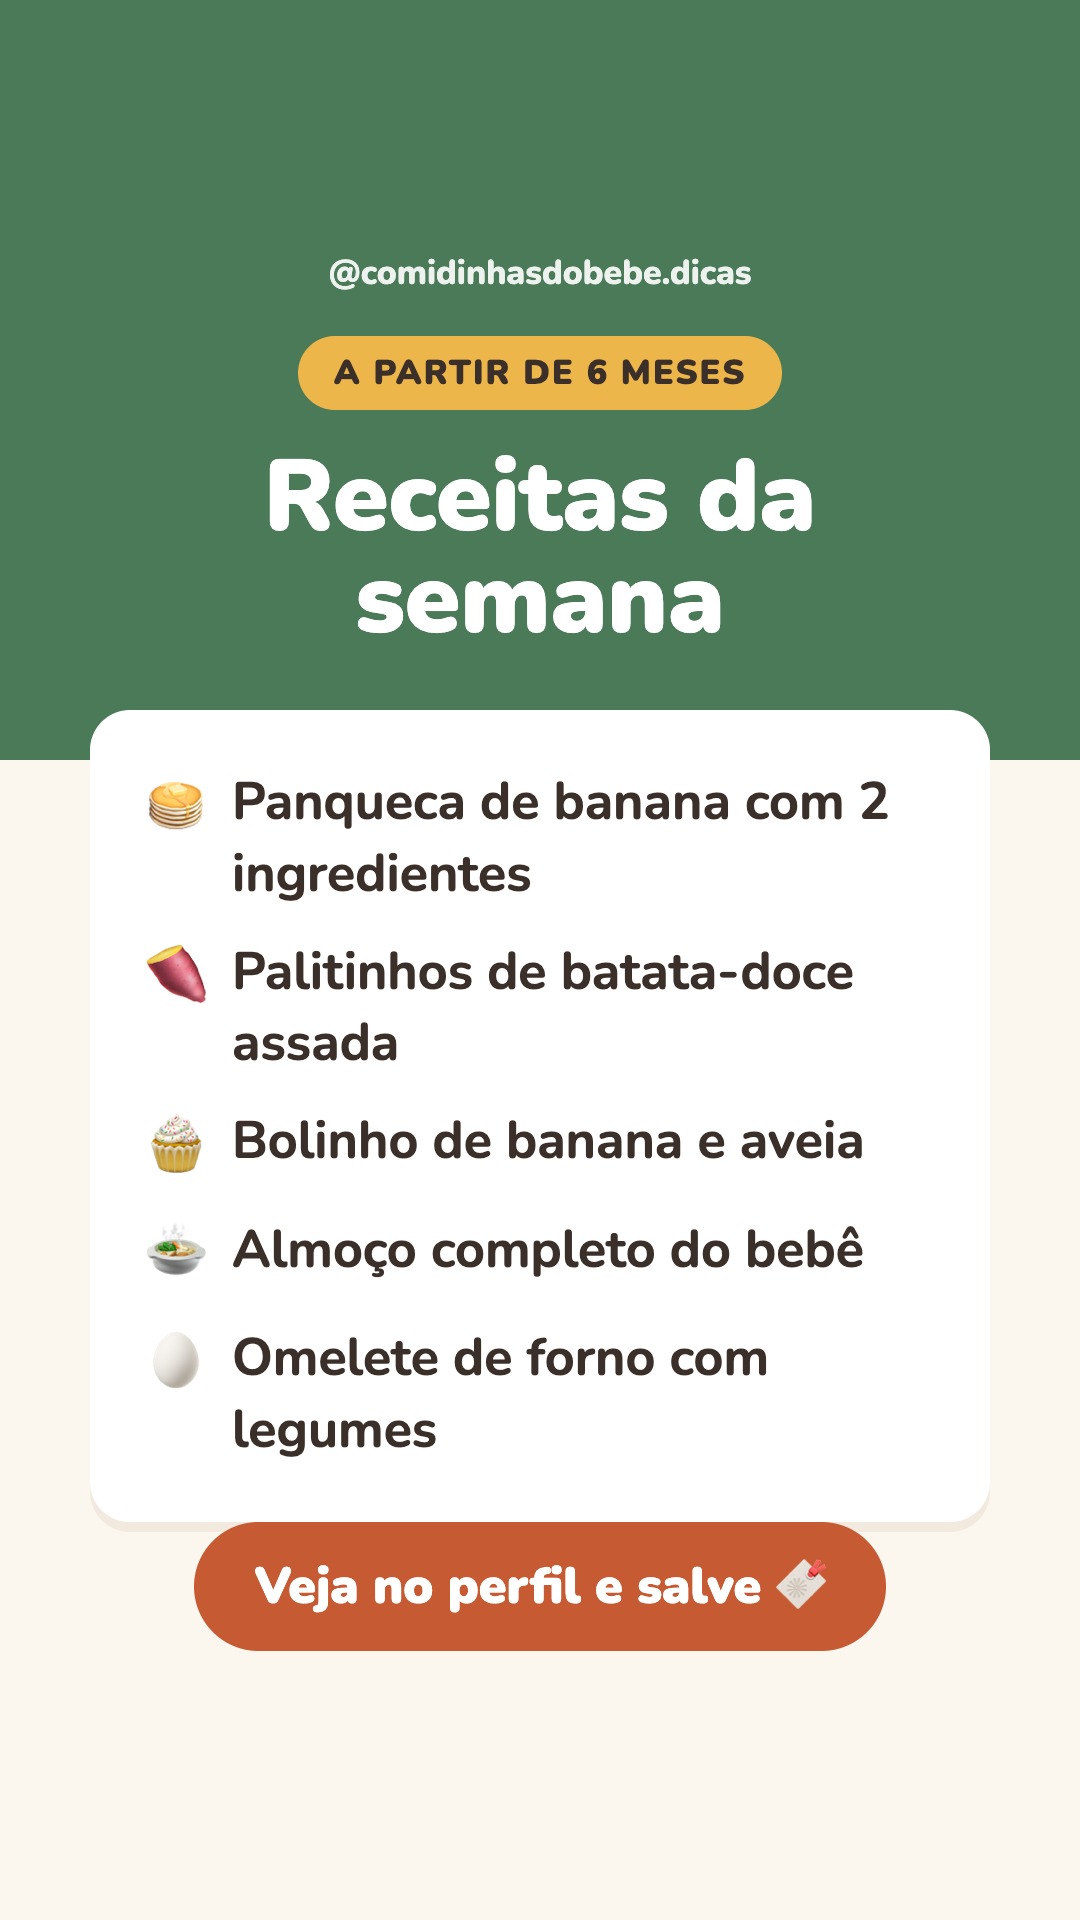 @comidinhasdobebe.dicas
A PARTIR DE 6 MESES
Receitas da
semana
Panqueca de banana com 2
ingredientes
Palitinhos de batata-doce
assada
Bolinho de banana e aveia
Almoço completo do bebê
Omelete de forno com
legumes
Veja no perfil e salve